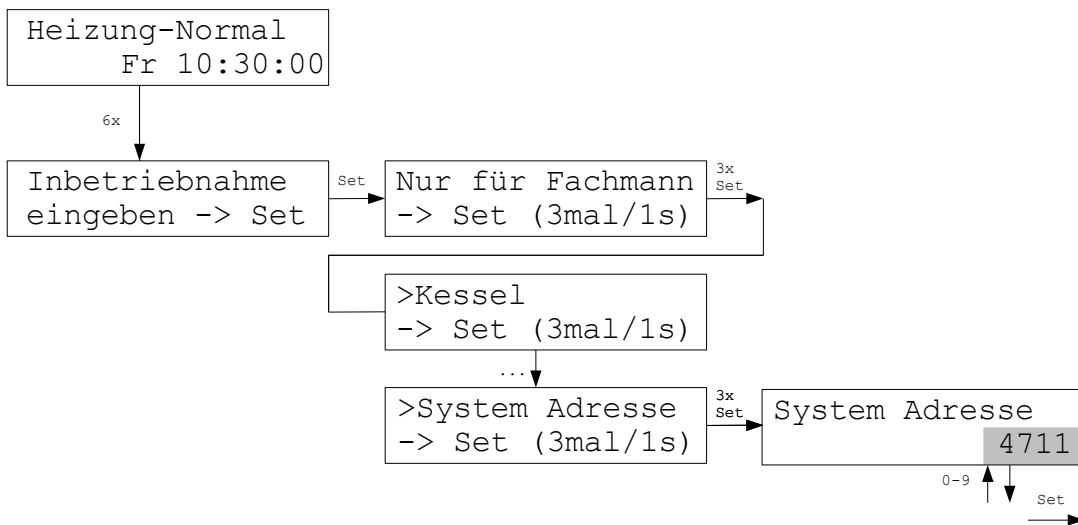 Heizung-Normal
Fr 10:30:00
6x
Inbetriebnahme
eingeben -> Set
Set
Nur für Fachmann
-> Set (3mal/1s)
3x
Set
>Kessel
-> Set (3mal/1s)
...
>System Adresse
-> Set (3mal/1s)
3x
Set
System Adresse
4711
0-9
Set